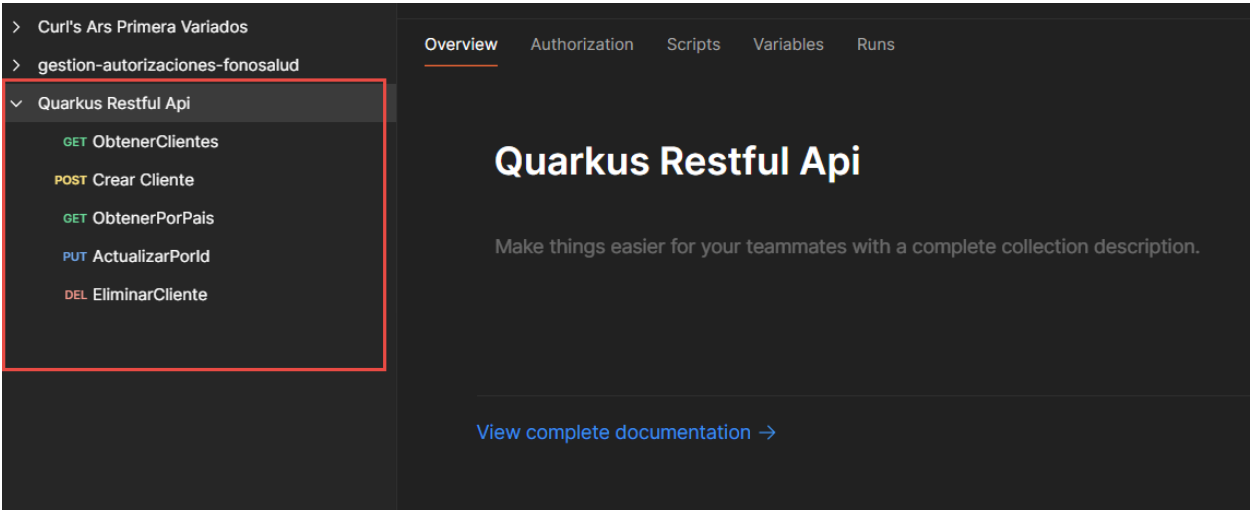 Curl's Ars Primera Variados
gestion-autorizaciones-fonosalud
Quarkus Restful Api
GET ObtenerClientes
POST Crear Cliente
GET ObtenerPorPais
PUT ActualizarPorId
DEL EliminarCliente
Overview Authorization Scripts Variables Runs
Quarkus Restful Api
Make things easier for your teammates with a complete collection description.
View complete documentation →